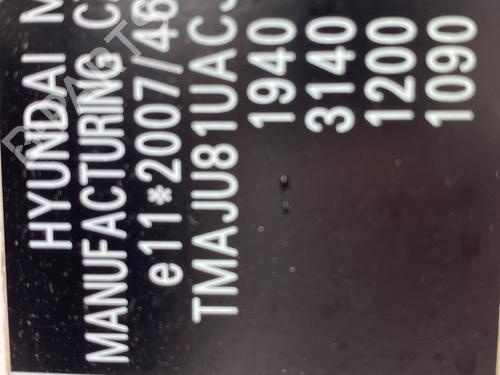 HYUNDAI M
MANUFACTURING C
e11*2007/46
TMAJU81UAC
1940
3140
1200
1090